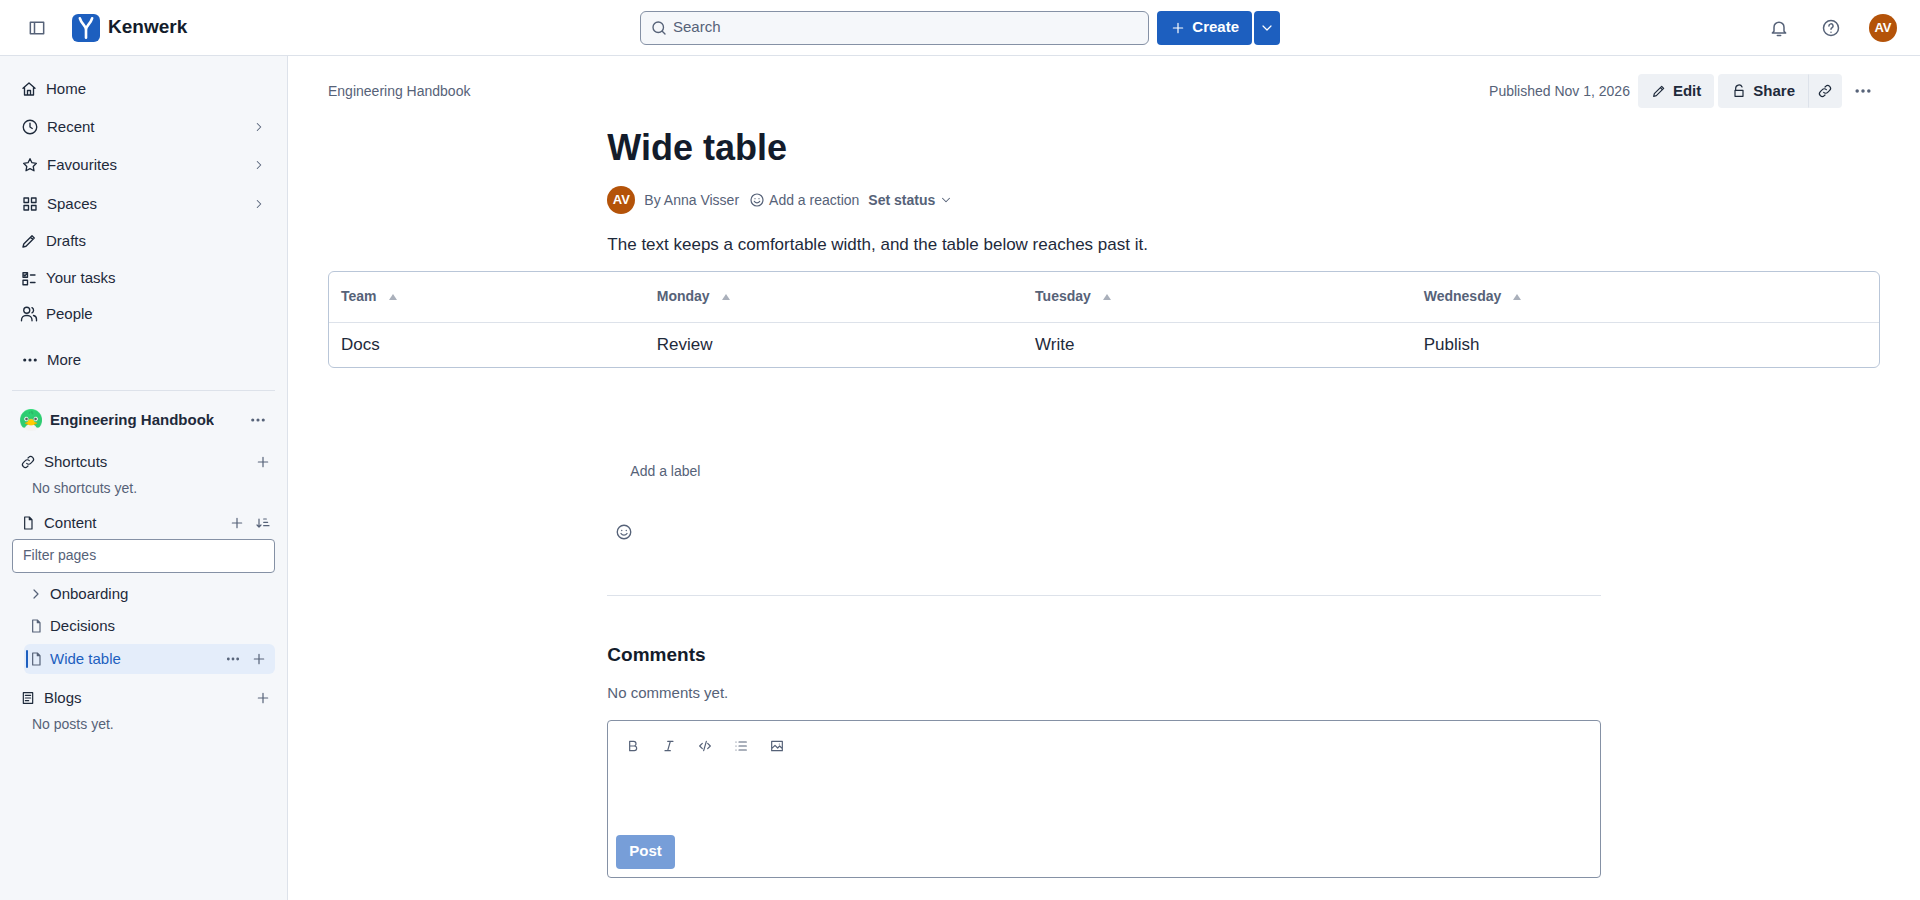 Kenwerk
Search
Create
AV
Home
Recent
Favourites
Spaces
Drafts
Your tasks
People
More
Engineering Handbook
Shortcuts
No shortcuts yet.
Content
Filter pages
Onboarding
Decisions
Wide table
Blogs
No posts yet.
Engineering Handbook
Published Nov 1, 2026
Edit
Share
Wide table
AV By Anna Visser Add a reaction Set status
The text keeps a comfortable width, and the table below reaches past it.
Team Monday Tuesday Wednesday
Docs Review Write Publish
Add a label
Comments
No comments yet.
Post